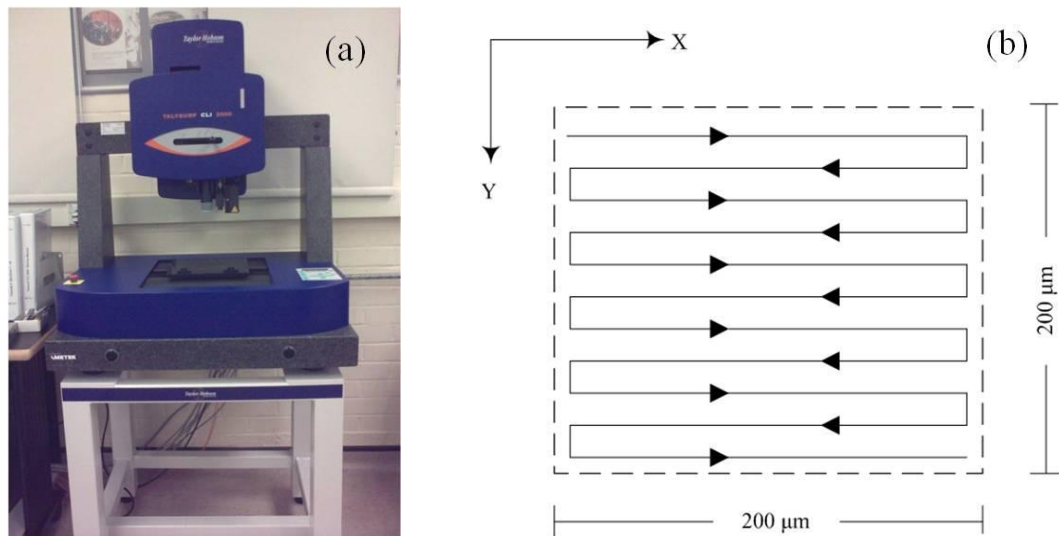 (a)
Taylor Hobson
TALYSURF CLI 2000
AMETEK
Taylor Hobson
(b)
X
Y
200 μm
200 μm